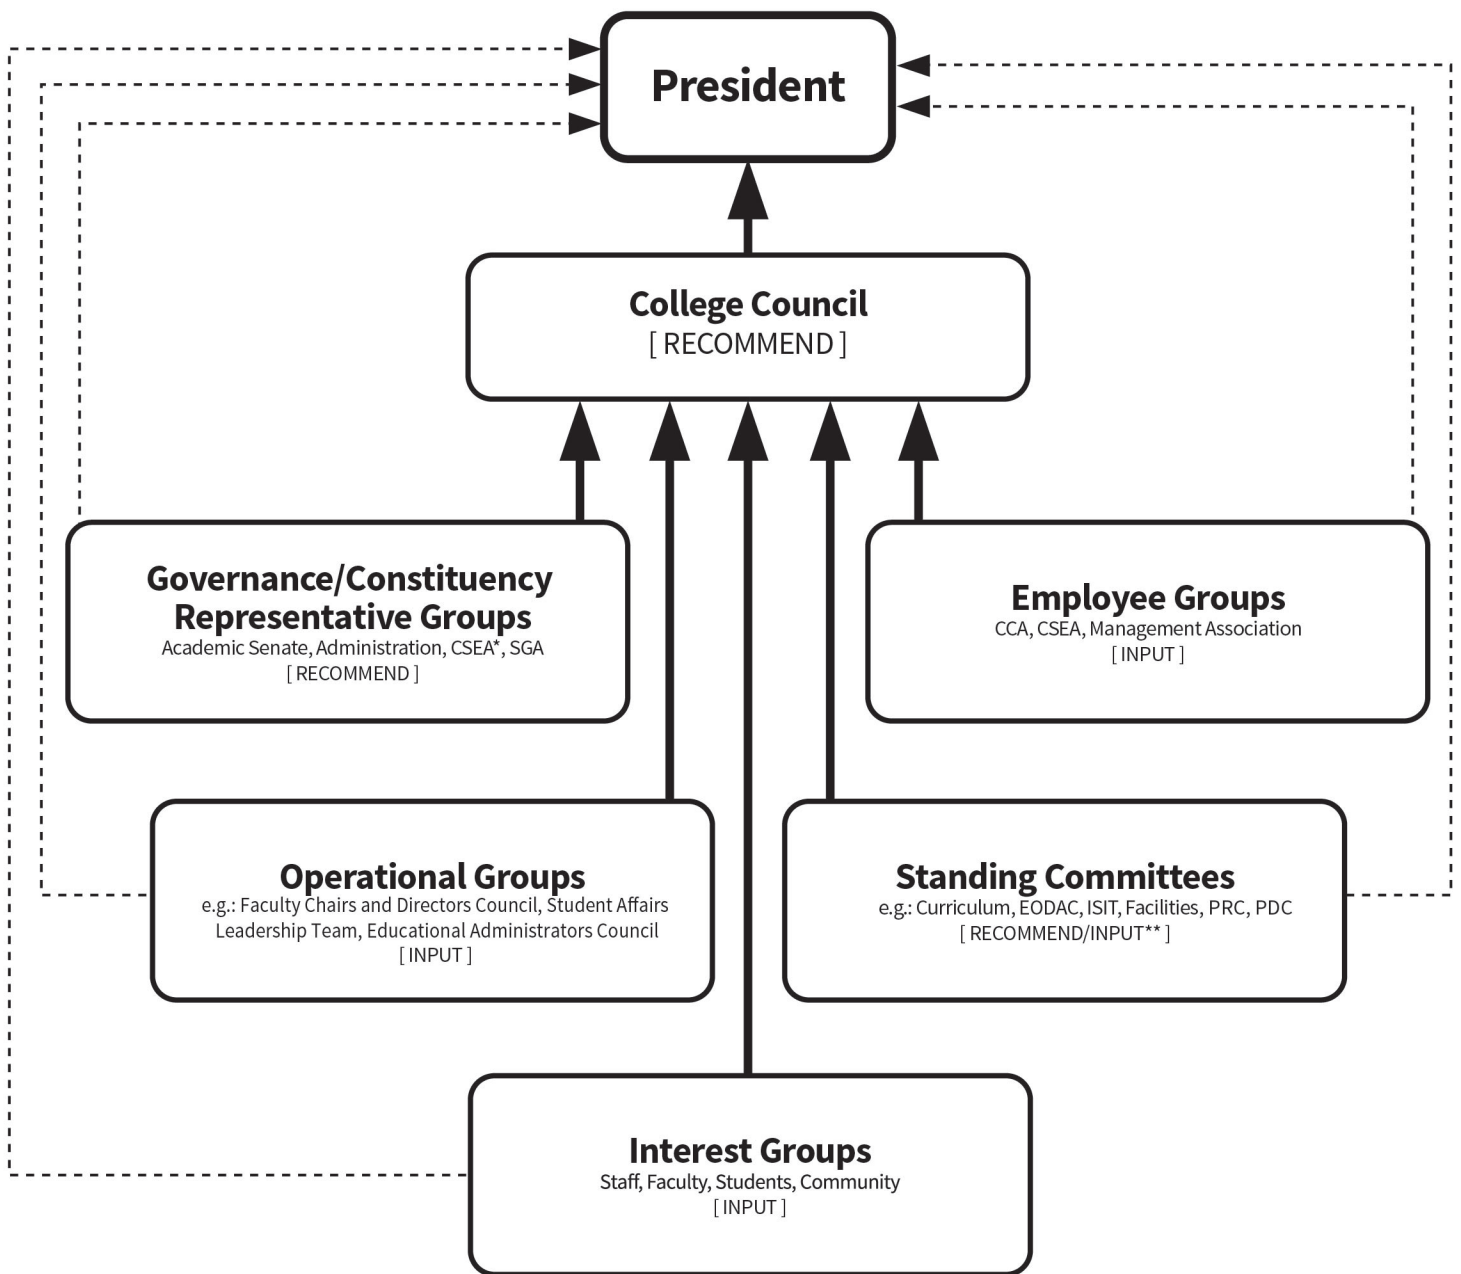 President
College Council
[ RECOMMEND ]
Governance/Constituency
Representative Groups
Academic Senate, Administration, CSEA*, SGA
[ RECOMMEND ]
Employee Groups
CCA, CSEA, Management Association
[ INPUT ]
Operational Groups
e.g.: Faculty Chairs and Directors Council, Student Affairs
Leadership Team, Educational Administrators Council
[ INPUT ]
Standing Committees
e.g.: Curriculum, EODAC, ISIT, Facilities, PRC, PDC
[ RECOMMEND/INPUT** ]
Interest Groups
Staff, Faculty, Students, Community
[ INPUT ]